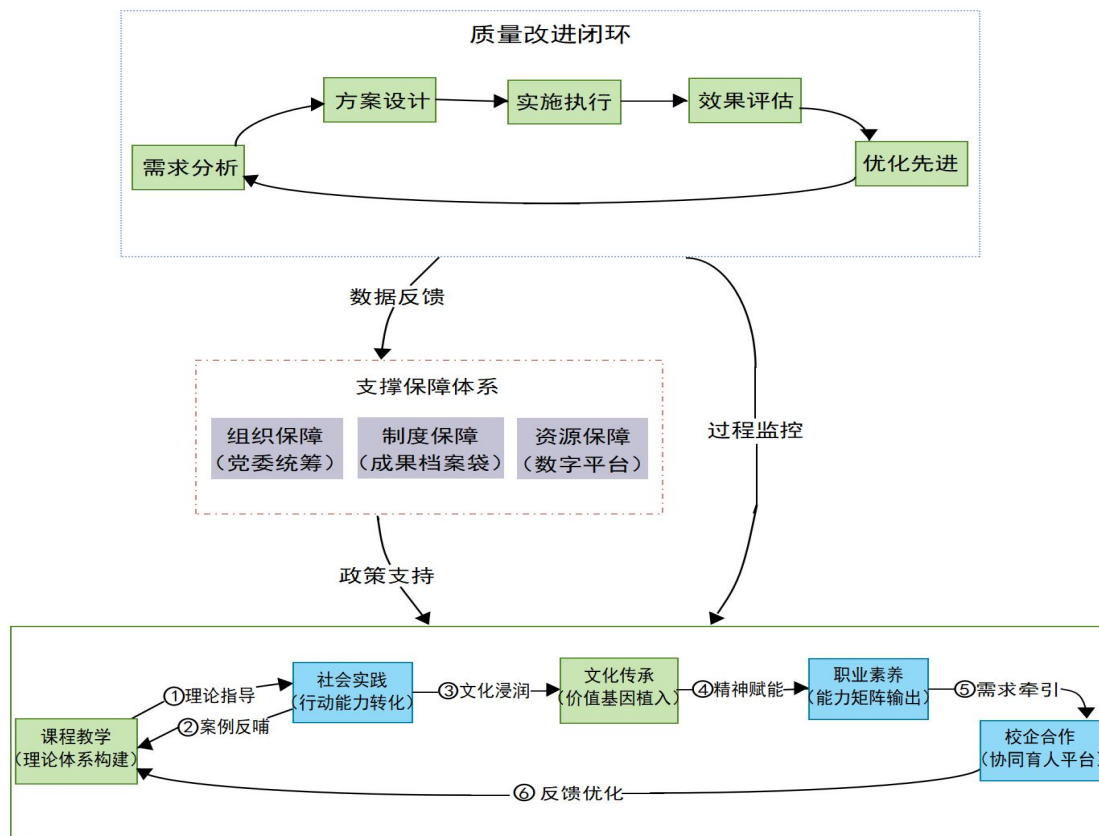 质量改进闭环
方案设计
实施执行
效果评估
需求分析
优化先进
数据反馈
支撑保障体系
组织保障
（党委统筹）
制度保障
（成果档案袋）
资源保障
（数字平台）
过程监控
政策支持
①理论指导
社会实践
（行动能力转化）
③文化浸润
文化传承
（价值基因植入）
④精神赋能
职业素养
（能力矩阵输出）
⑤需求牵引
②案例反哺
课程教学
（理论体系构建）
校企合作
（协同育人平台）
⑥ 反馈优化